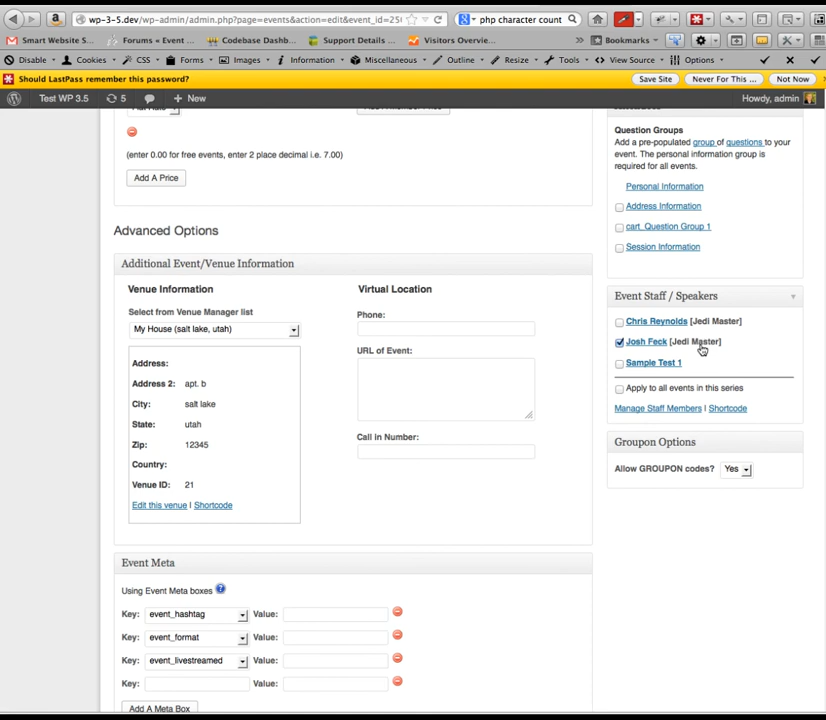 wp-3-5.dev/wp-admin/admin.php?page=events&action=edit&event_id=25
php character count
Smart Website S...
Forums « Event ...
Codebase Dashb...
Support Details ...
Visitors Overvie...
Bookmarks
Disable
Cookies
CSS
Forms
Images
Information
Miscellaneous
Outline
Resize
Tools
View Source
Options
Should LastPass remember this password?
Save Site
Never For This ...
Not Now
Test WP 3.5
5
+ New
Howdy, admin
(enter 0.00 for free events, enter 2 place decimal i.e. 7.00)
Add A Price
Advanced Options
Additional Event/Venue Information
Venue Information
Select from Venue Manager list
My House (salt lake, utah)
Address:
Address 2: apt. b
City: salt lake
State: utah
Zip: 12345
Country:
Venue ID: 21
Edit this venue | Shortcode
Virtual Location
Phone:
URL of Event:
Call in Number:
Event Meta
Using Event Meta boxes
Key: event_hashtag Value:
Key: event_format Value:
Key: event_livestreamed Value:
Key: Value:
Add A Meta Box
Question Groups
Add a pre-populated group of questions to your
event. The personal information group is
required for all events.
Personal Information
Address Information
cart_Question Group 1
Session Information
Event Staff / Speakers
Chris Reynolds [Jedi Master]
Josh Feck [Jedi Master]
Sample Test 1
Apply to all events in this series
Manage Staff Members | Shortcode
Groupon Options
Allow GROUPON codes? Yes